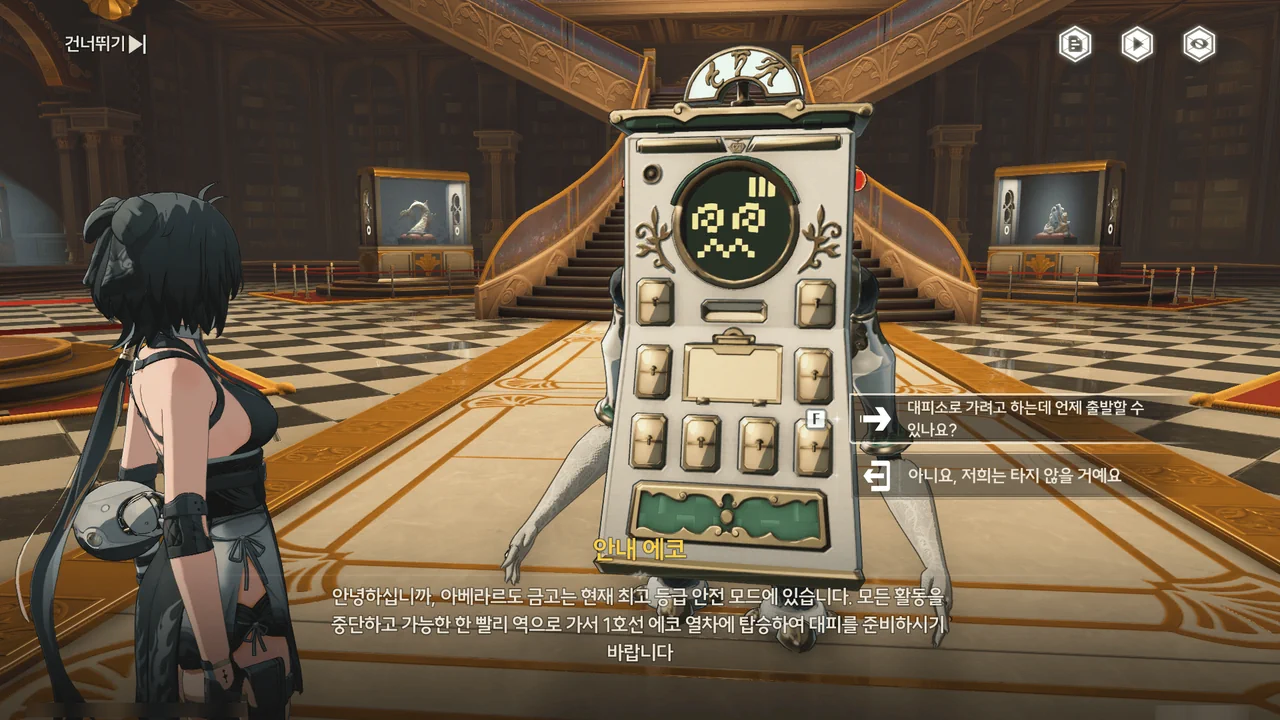 건너뛰기
F
대피소로 가려고 하는데 언제 출발할 수
있나요?
아니요, 저희는 타지 않을 거예요
안내 에코
안녕하십니까, 아베라르도 금고는 현재 최고 등급 안전 모드에 있습니다. 모든 활동을
중단하고 가능한 한 빨리 역으로 가서 1호선 에코 열차에 탑승하여 대피를 준비하시기
바랍니다